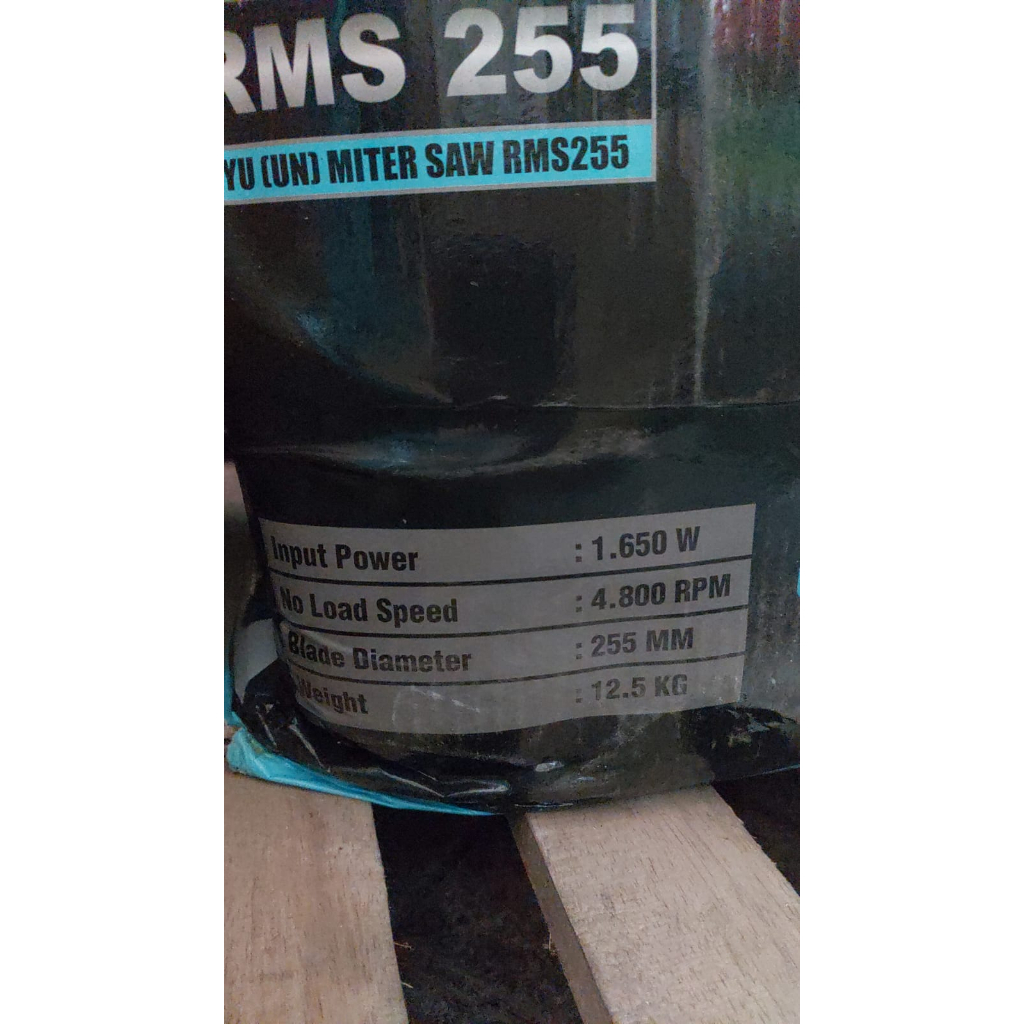 RMS 255
YU (UN) MITER SAW RMS255
Input Power : 1.650 W
No Load Speed : 4.800 RPM
Blade Diameter : 255 MM
Weight : 12.5 KG